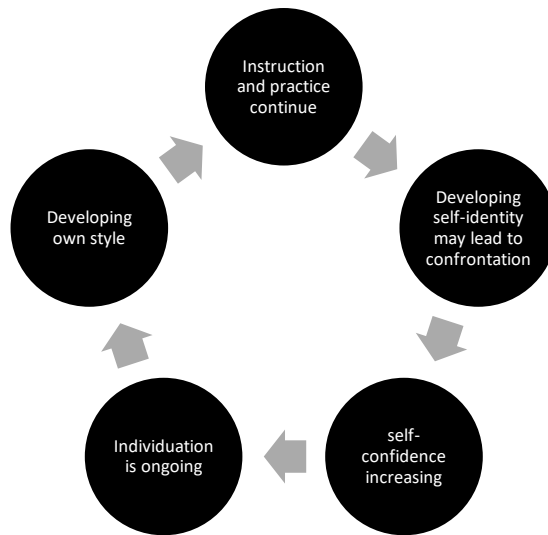 Instruction
and practice
continue
Developing
self-identity
may lead to
confrontation
self-
confidence
increasing
Individuation
is ongoing
Developing
own style